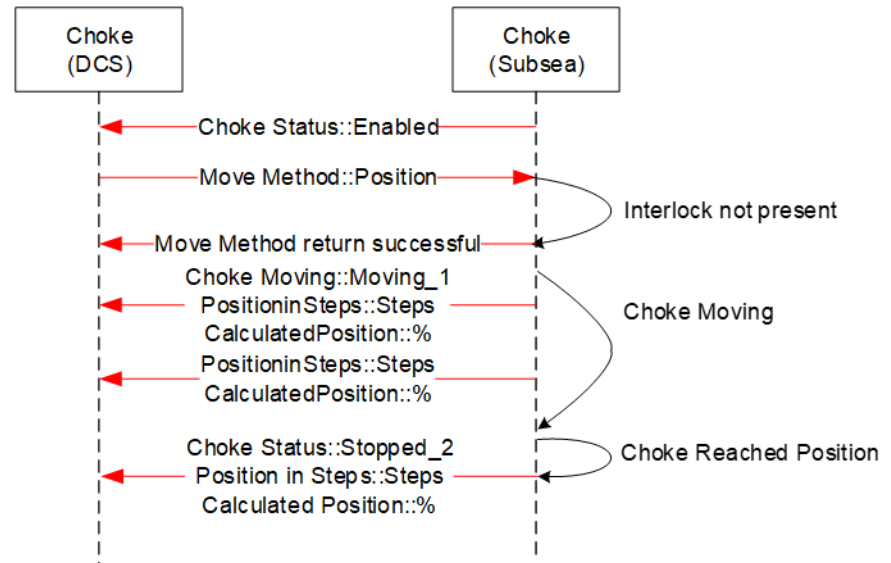 Choke
(DCS)
Choke
(Subsea)
Choke Status::Enabled
Move Method::Position
Interlock not present
Move Method return successful
Choke Moving::Moving_1
PositioninSteps::Steps
CalculatedPosition::%
Choke Moving
PositioninSteps::Steps
CalculatedPosition::%
Choke Status::Stopped_2
Position in Steps::Steps
Calculated Position::%
Choke Reached Position